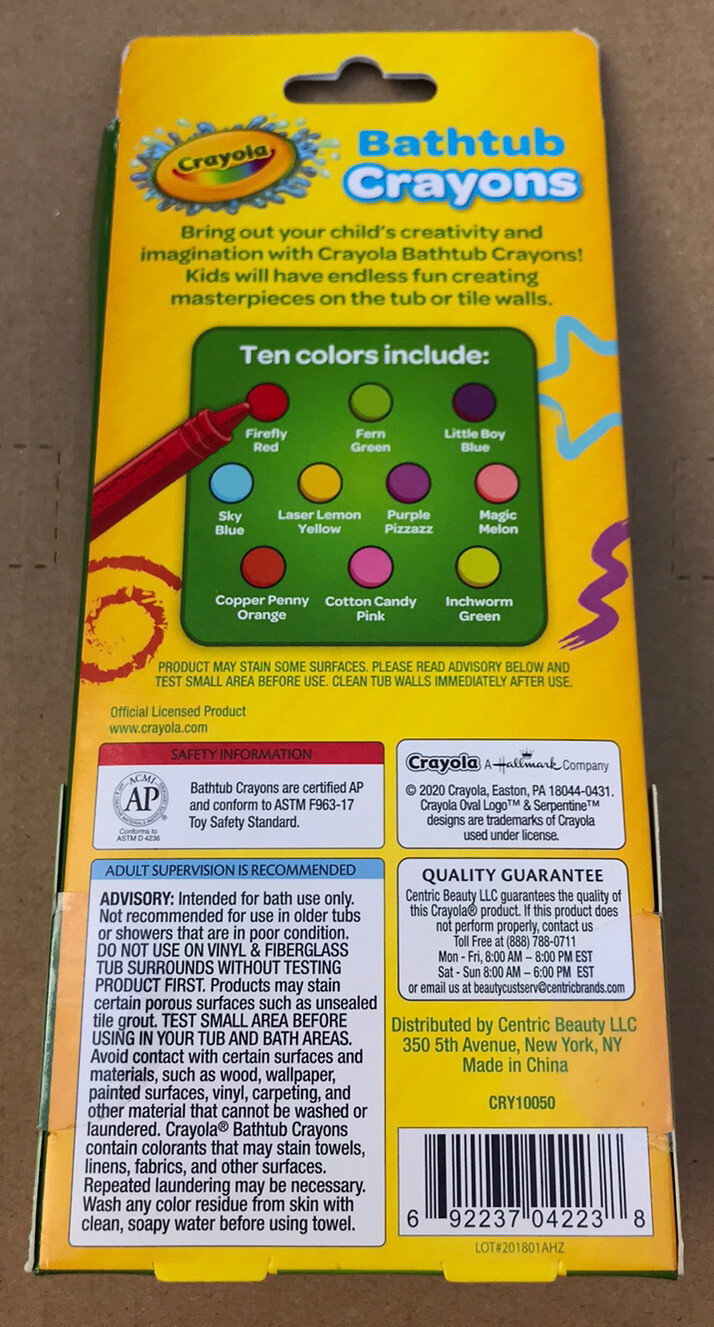 Crayola
Bathtub
Crayons
Bring out your child's creativity and
imagination with Crayola Bathtub Crayons!
Kids will have endless fun creating
masterpieces on the tub or tile walls.
Ten colors include:
Firefly
Red
Fern
Green
Little Boy
Blue
Sky
Blue
Laser Lemon
Yellow
Purple
Pizzazz
Magic
Melon
Copper Penny
Orange
Cotton Candy
Pink
Inchworm
Green
PRODUCT MAY STAIN SOME SURFACES. PLEASE READ ADVISORY BELOW AND
TEST SMALL AREA BEFORE USE. CLEAN TUB WALLS IMMEDIATELY AFTER USE.
Official Licensed Product
www.crayola.com
SAFETY INFORMATION
ACMI
AP
Conforms to
ASTM D 4236
Bathtub Crayons are certified AP
and conform to ASTM F963-17
Toy Safety Standard.
Crayola A Hallmark Company
© 2020 Crayola, Easton, PA 18044-0431.
Crayola Oval Logo™ & Serpentine™
designs are trademarks of Crayola
used under license.
ADULT SUPERVISION IS RECOMMENDED
ADVISORY: Intended for bath use only.
Not recommended for use in older tubs
or showers that are in poor condition.
DO NOT USE ON VINYL & FIBERGLASS
TUB SURROUNDS WITHOUT TESTING
PRODUCT FIRST. Products may stain
certain porous surfaces such as unsealed
tile grout. TEST SMALL AREA BEFORE
USING IN YOUR TUB AND BATH AREAS.
Avoid contact with certain surfaces and
materials, such as wood, wallpaper,
painted surfaces, vinyl, carpeting, and
other material that cannot be washed or
laundered. Crayola® Bathtub Crayons
contain colorants that may stain towels,
linens, fabrics, and other surfaces.
Repeated laundering may be necessary.
Wash any color residue from skin with
clean, soapy water before using towel.
QUALITY GUARANTEE
Centric Beauty LLC guarantees the quality of
this Crayola® product. If this product does
not perform properly, contact us
Toll Free at (888) 788-0711
Mon - Fri, 8:00 AM – 8:00 PM EST
Sat - Sun 8:00 AM – 6:00 PM EST
or email us at beautycustserv@centricbrands.com
Distributed by Centric Beauty LLC
350 5th Avenue, New York, NY
Made in China
CRY10050
6 92237 04223 8
LOT#201801AHZ